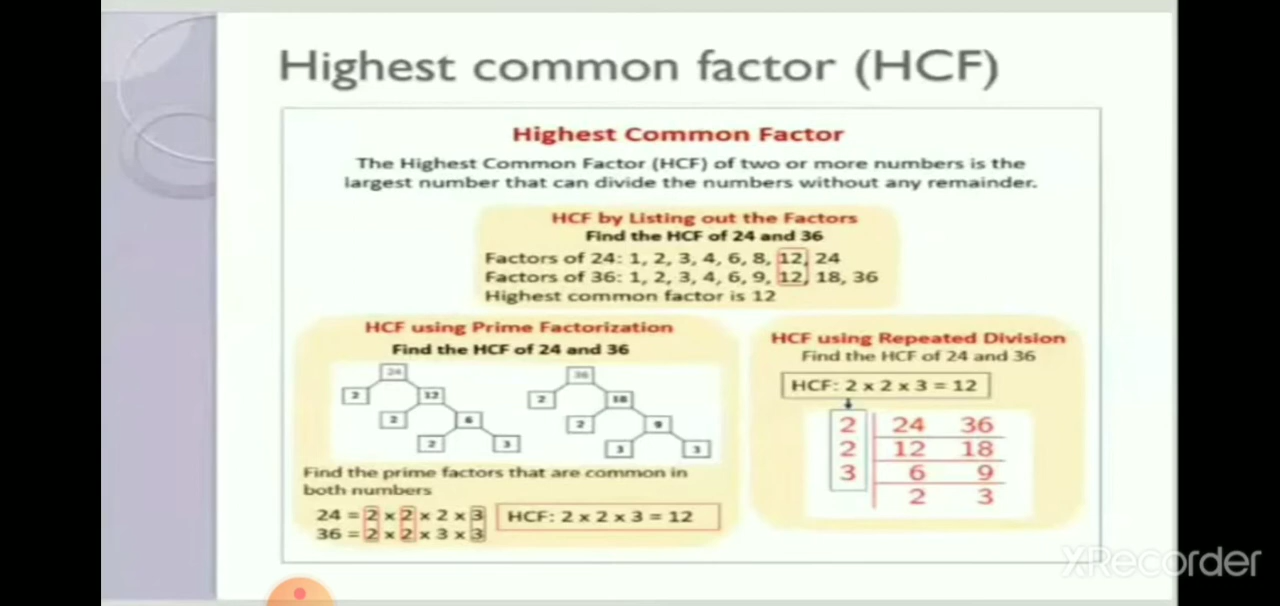 Highest common factor (HCF)
Highest Common Factor
The Highest Common Factor (HCF) of two or more numbers is the
largest number that can divide the numbers without any remainder.
HCF by Listing out the Factors
Find the HCF of 24 and 36
Factors of 24: 1, 2, 3, 4, 6, 8, 12, 24
Factors of 36: 1, 2, 3, 4, 6, 9, 12, 18, 36
Highest common factor is 12
HCF using Prime Factorization
Find the HCF of 24 and 36
24
2 12
2 6
2 3
36
2 18
2 9
3 3
Find the prime factors that are common in
both numbers
24 = 2 x 2 x 2 x 3
36 = 2 x 2 x 3 x 3
HCF: 2 x 2 x 3 = 12
HCF using Repeated Division
Find the HCF of 24 and 36
HCF: 2 x 2 x 3 = 12
2 24 36
2 12 18
3 6 9
2 3
XRecorder